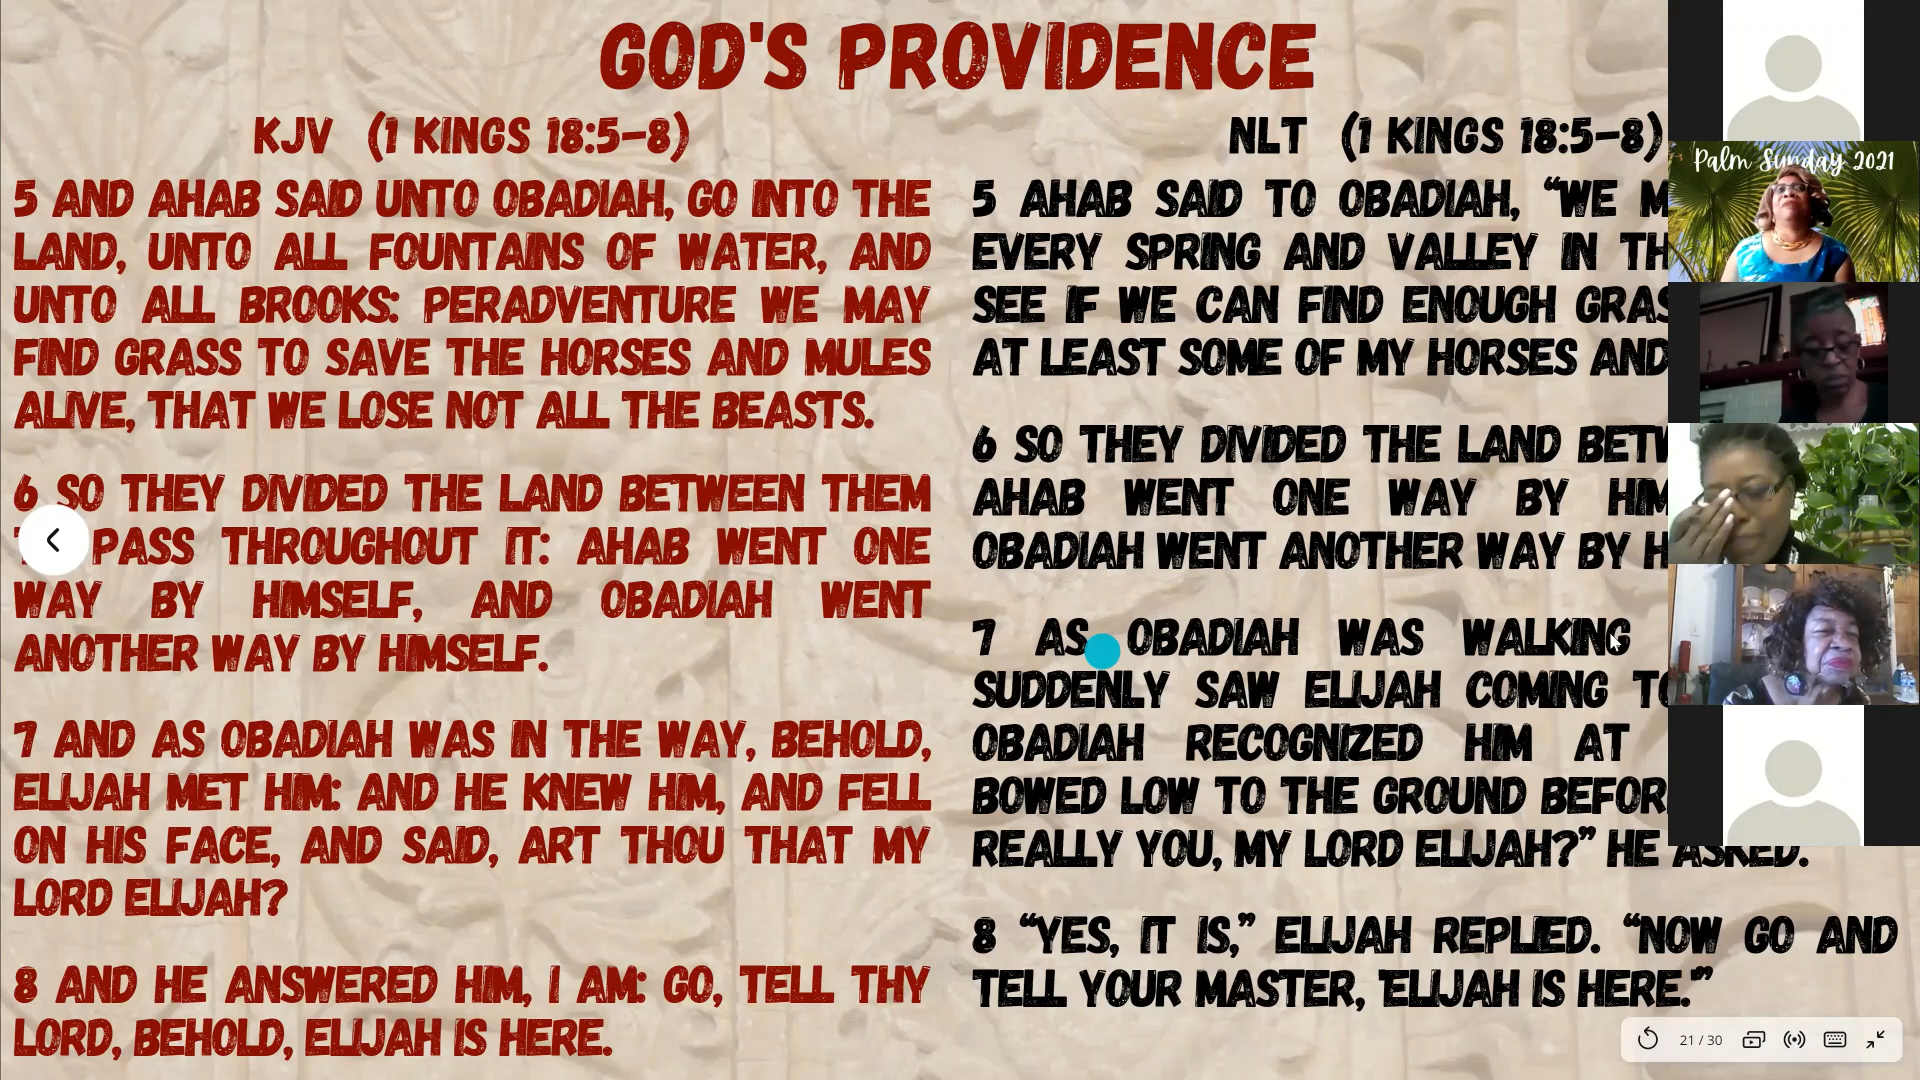 GOD'S PROVIDENCE
KJV (1 KINGS 18:5-8)
5 AND AHAB SAID UNTO OBADIAH, GO INTO THE
LAND, UNTO ALL FOUNTAINS OF WATER, AND
UNTO ALL BROOKS: PERADVENTURE WE MAY
FIND GRASS TO SAVE THE HORSES AND MULES
ALIVE, THAT WE LOSE NOT ALL THE BEASTS.
6 SO THEY DIVIDED THE LAND BETWEEN THEM
PASS THROUGHOUT IT: AHAB WENT ONE
WAY BY HIMSELF, AND OBADIAH WENT
ANOTHER WAY BY HIMSELF.
7 AND AS OBADIAH WAS IN THE WAY, BEHOLD,
ELIJAH MET HIM: AND HE KNEW HIM, AND FELL
ON HIS FACE, AND SAID, ART THOU THAT MY
LORD ELIJAH?
8 AND HE ANSWERED HIM, I AM: GO, TELL THY
LORD, BEHOLD, ELIJAH IS HERE.
NLT (1 KINGS 18:5-8)
5 AHAB SAID TO OBADIAH, “WE
EVERY SPRING AND VALLEY IN
SEE IF WE CAN FIND ENOUGH
AT LEAST SOME OF MY HORSES AND
6 SO THEY DIVIDED THE LAND
AHAB WENT ONE WAY BY
OBADIAH WENT ANOTHER WAY BY
7 AS OBADIAH WAS WALKING
SUDDENLY SAW ELIJAH COMING
OBADIAH RECOGNIZED HIM AT
BOWED LOW TO THE GROUND
REALLY YOU, MY LORD ELIJAH?” HE ASKED.
8 “YES, IT IS,” ELIJAH REPLIED. “NOW GO AND
TELL YOUR MASTER, ‘ELIJAH IS HERE.’”
Palm Sunday 2021
21 / 30